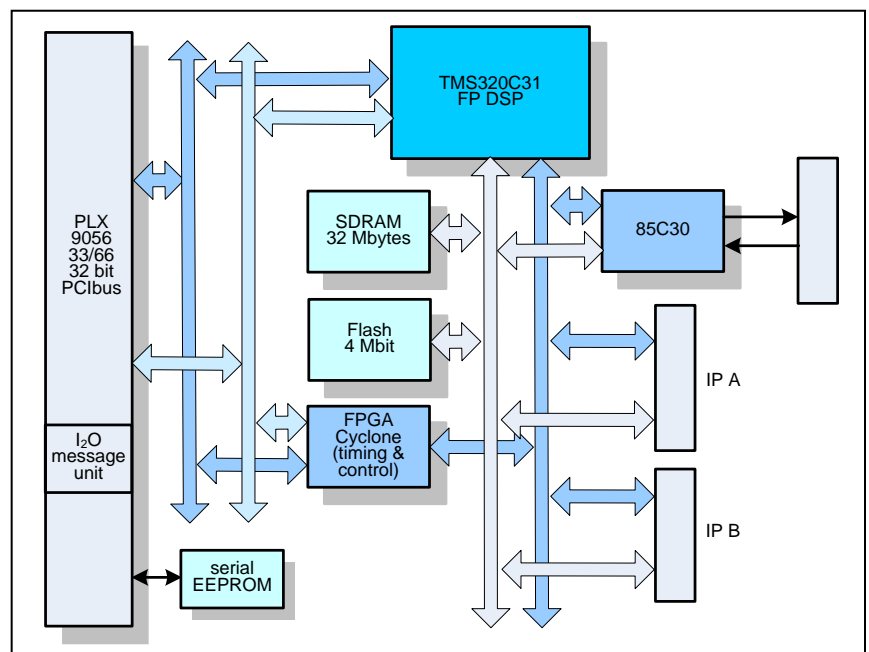 TMS320C31
FP DSP
PLX
9056
33/66
32 bit
PCIbus
SDRAM
32 Mbytes
85C30
Flash
4 Mbit
IP A
FPGA
Cyclone
(timing &
control)
I₂O
message
unit
IP B
serial
EEPROM